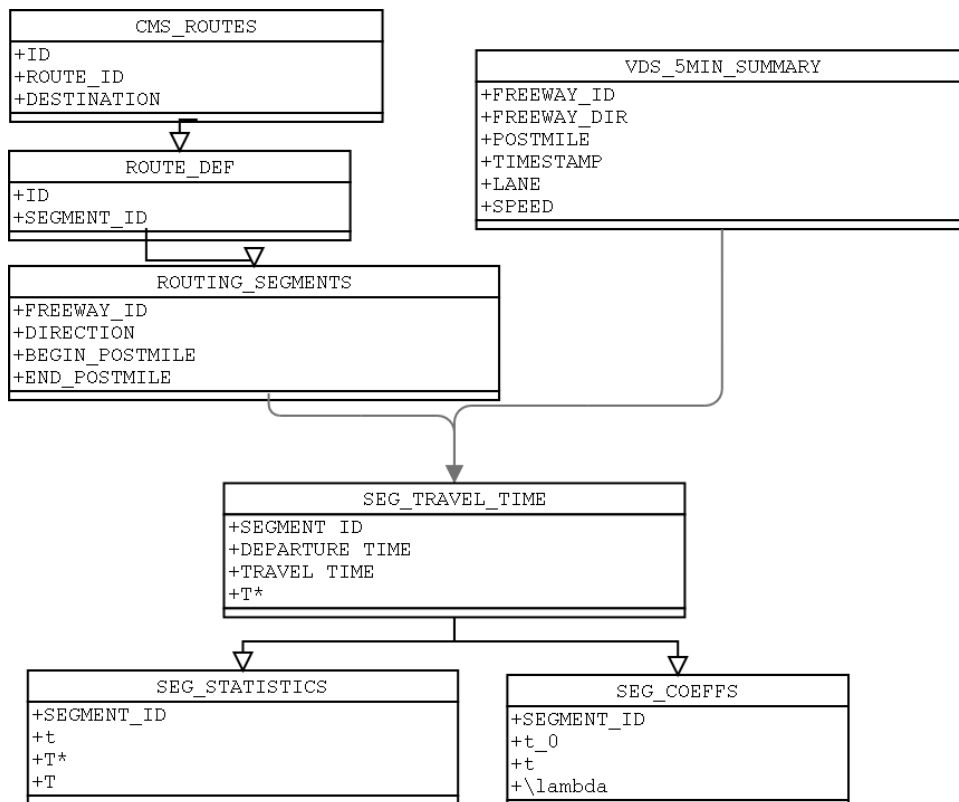 CMS_ROUTES
+ID
+ROUTE_ID
+DESTINATION
ROUTE_DEF
+ID
+SEGMENT_ID
ROUTING_SEGMENTS
+FREEWAY_ID
+DIRECTION
+BEGIN_POSTMILE
+END_POSTMILE
VDS_5MIN_SUMMARY
+FREEWAY_ID
+FREEWAY_DIR
+POSTMILE
+TIMESTAMP
+LANE
+SPEED
SEG_TRAVEL_TIME
+SEGMENT ID
+DEPARTURE TIME
+TRAVEL TIME
+T*
SEG_STATISTICS
+SEGMENT_ID
+t
+T*
+T
SEG_COEFFS
+SEGMENT_ID
+t_0
+t
+\lambda